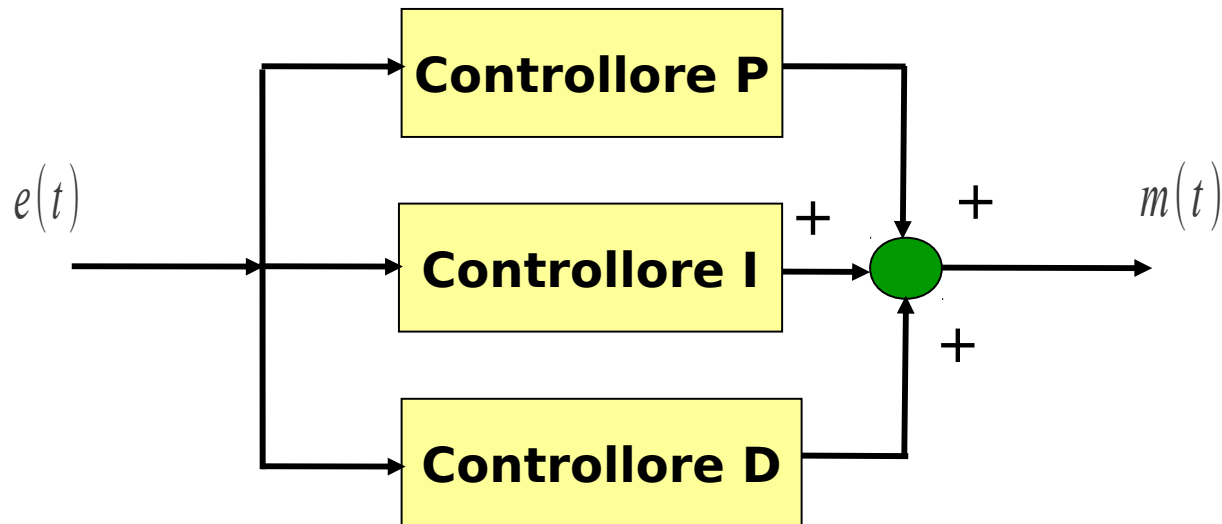 Controllore P
e(t)
+
m(t)
+
Controllore I
+
Controllore D